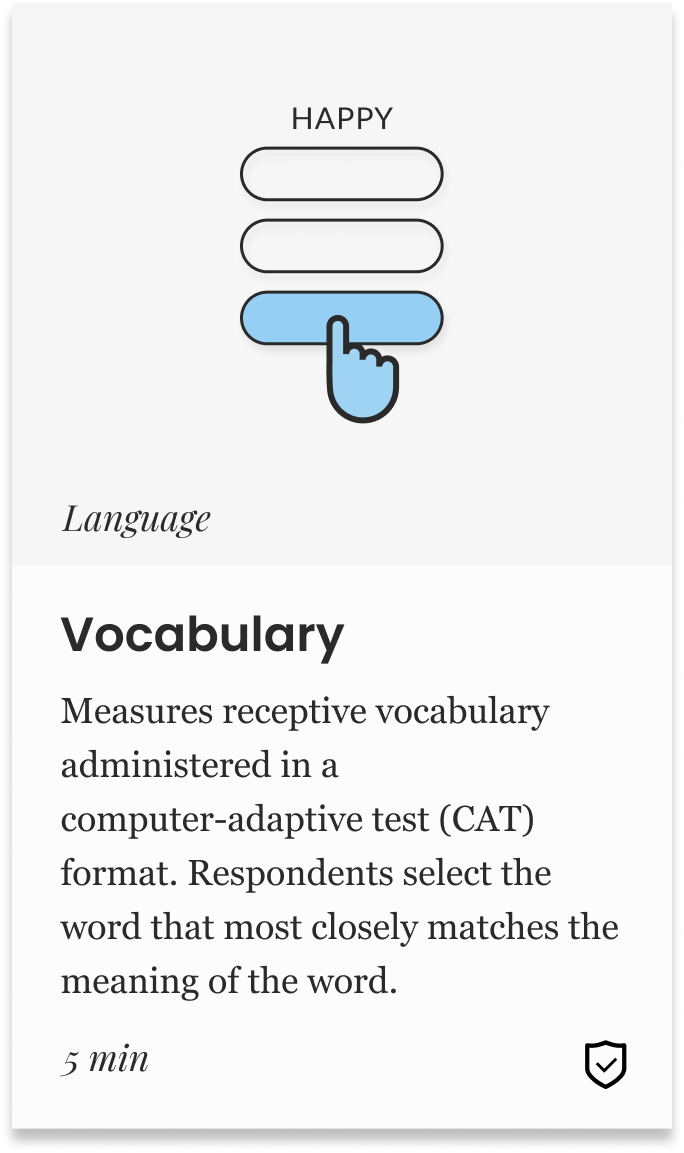 HAPPY
Language
Vocabulary
Measures receptive vocabulary
administered in a
computer-adaptive test (CAT)
format. Respondents select the
word that most closely matches the
meaning of the word.
5 min